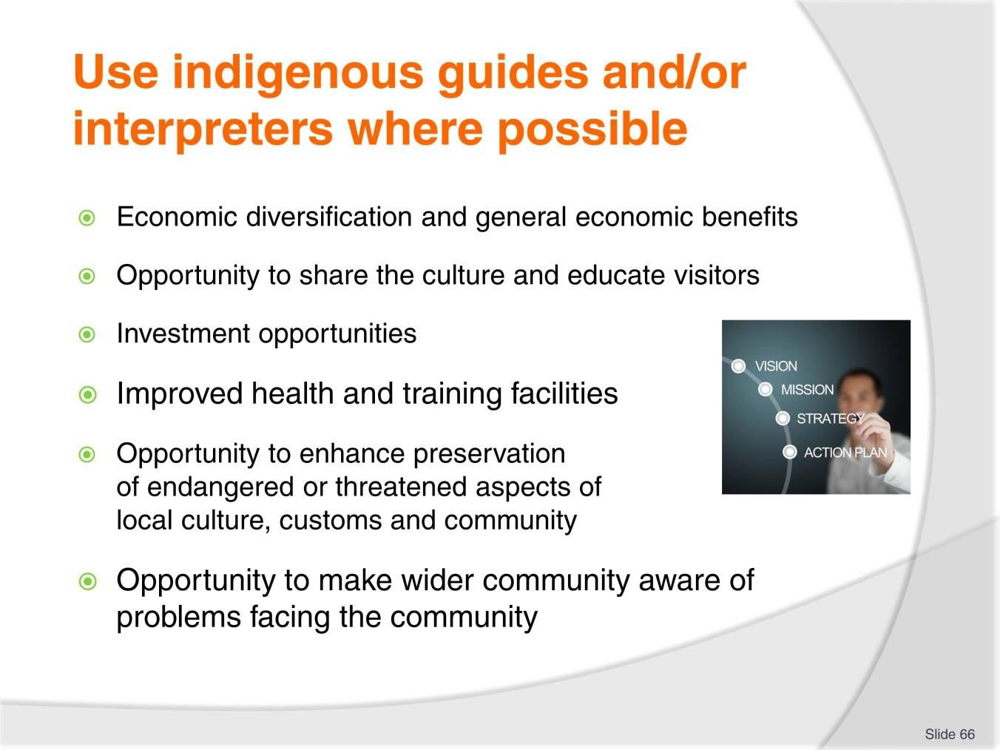 Use indigenous guides and/or
interpreters where possible
Economic diversification and general economic benefits
Opportunity to share the culture and educate visitors
Investment opportunities
Improved health and training facilities
Opportunity to enhance preservation
of endangered or threatened aspects of
local culture, customs and community
Opportunity to make wider community aware of
problems facing the community
VISION
MISSION
STRATEGY
ACTION PLAN
Slide 66